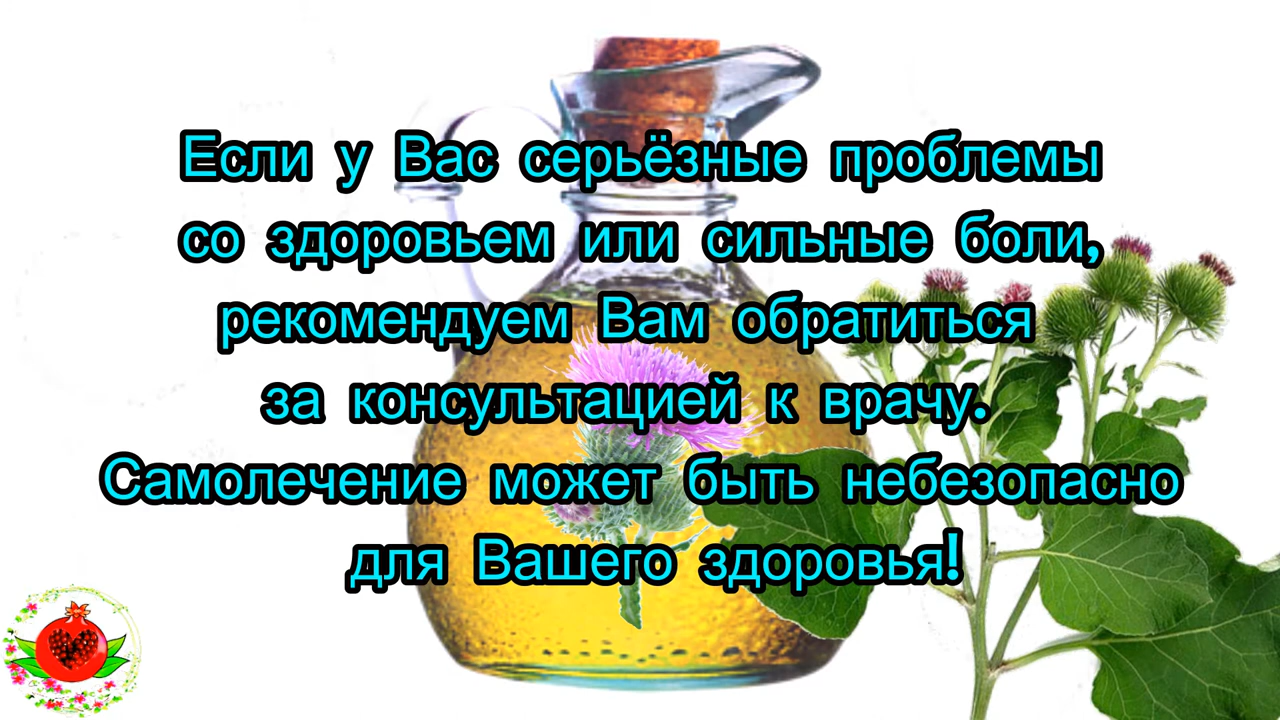 Если у Вас серьёзные проблемы
со здоровьем или сильные боли,
рекомендуем Вам обратиться
за консультацией к врачу.
Самолечение может быть небезопасно
для Вашего здоровья!